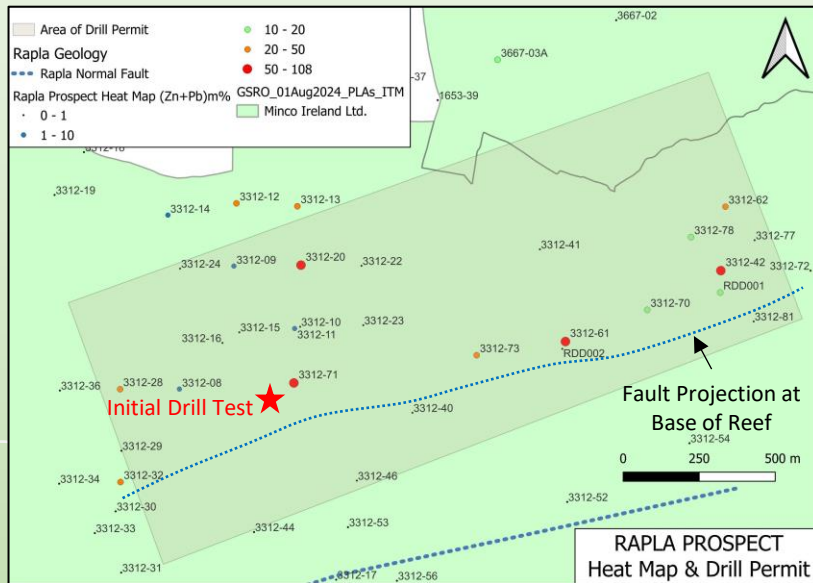 Area of Drill Permit
Rapla Geology
Rapla Normal Fault
Rapla Prospect Heat Map (Zn+Pb)m%
0 - 1
1 - 10
10 - 20
20 - 50
50 - 108
GSRO_01Aug2024_PLAs_ITM
Minco Ireland Ltd.
3667-02
3667-03A
-37
1653-39
3312-18
3312-19
3312-12
3312-13
3312-14
3312-62
3312-78
3312-77
3312-41
3312-24
3312-09
3312-20
3312-22
3312-42
3312-72
RDD001
3312-70
3312-81
3312-15
3312-10
3312-23
3312-16
3312-11
3312-61
RDD002
3312-73
3312-71
3312-36
3312-28
3312-08
Initial Drill Test
3312-40
Fault Projection at
Base of Reef
3312-54
3312-29
3312-34
3312-32
3312-46
0 250 500 m
3312-30
3312-52
3312-33
3312-44
3312-53
3312-31
3312-17
3312-56
RAPLA PROSPECT
Heat Map & Drill Permit